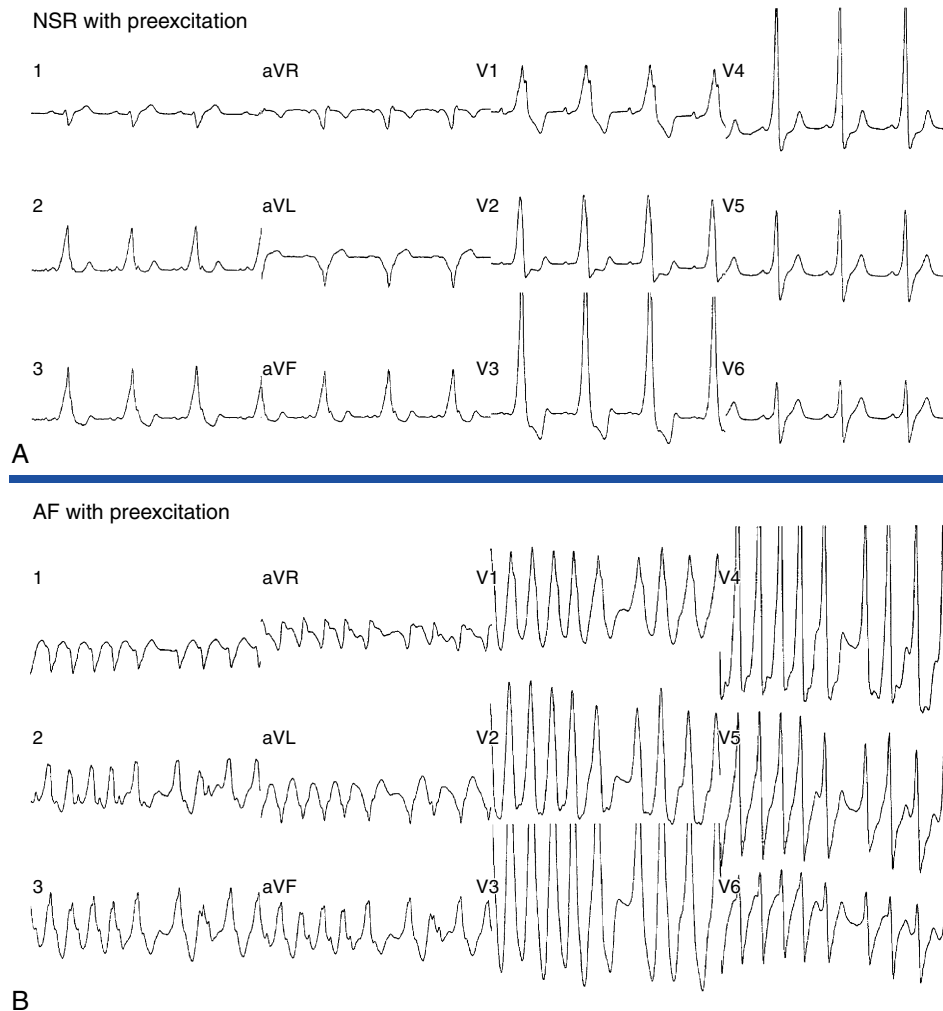 NSR with preexcitation
1 aVR V1 V4
2 aVL V2 V5
3 aVF V3 V6
A
AF with preexcitation
1 aVR V1 V4
2 aVL V2 V5
3 aVF V3 V6
B